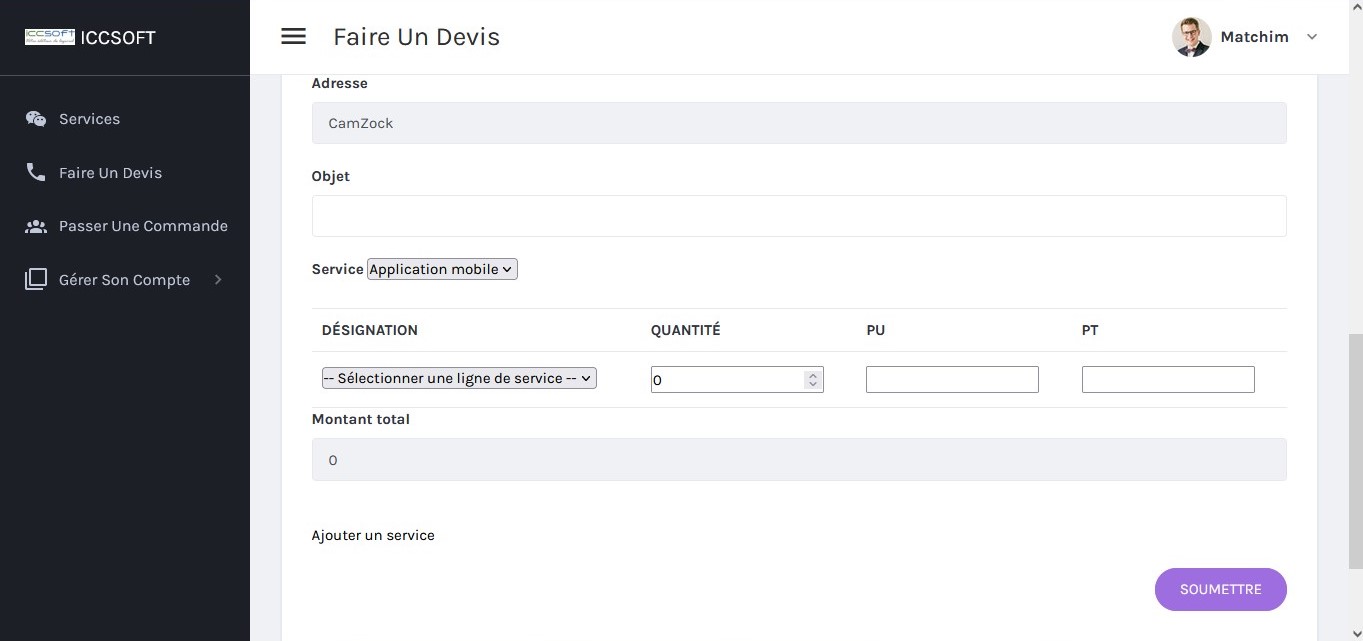 ICCSOFT ICCSOFT
Faire Un Devis
Matchim
Services
Faire Un Devis
Passer Une Commande
Gérer Son Compte
Adresse
CamZock
Objet
Service Application mobile
DÉSIGNATION QUANTITÉ PU PT
-- Sélectionner une ligne de service -- 0
Montant total
0
Ajouter un service
SOUMETTRE